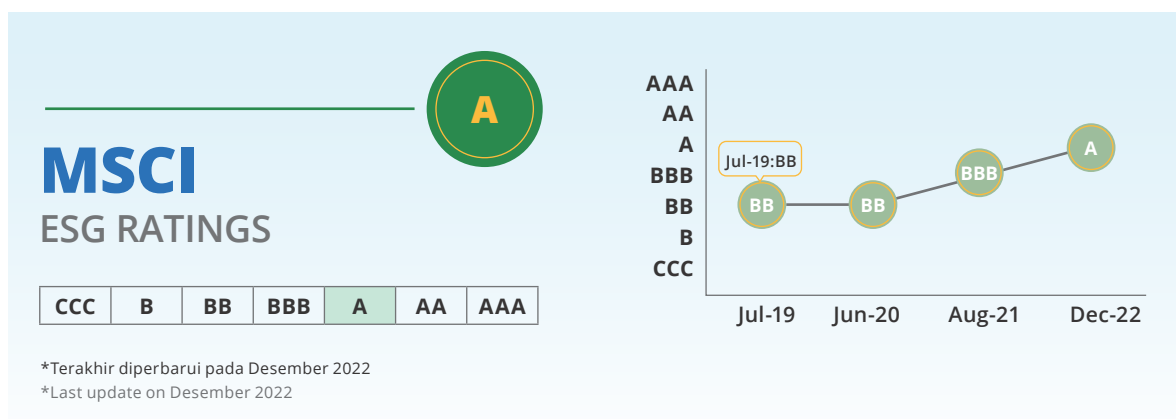 A
MSCI
ESG RATINGS
CCC B BB BBB A AA AAA
*Terakhir diperbarui pada Desember 2022
*Last update on Desember 2022
AAA
AA
A
BBB
BB
B
CCC
Jul-19:BB
BB BB BBB A
Jul-19 Jun-20 Aug-21 Dec-22